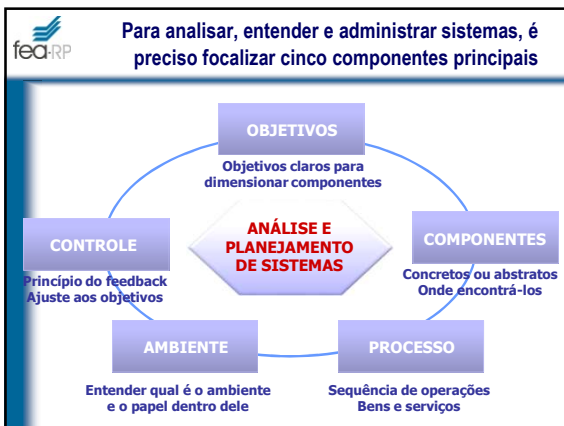 fea-RP
Para analisar, entender e administrar sistemas, é
preciso focalizar cinco componentes principais
OBJETIVOS
Objetivos claros para
dimensionar componentes
CONTROLE
Princípio do feedback
Ajuste aos objetivos
ANÁLISE E
PLANEJAMENTO
DE SISTEMAS
COMPONENTES
Concretos ou abstratos
Onde encontrá-los
AMBIENTE
Entender qual é o ambiente
e o papel dentro dele
PROCESSO
Sequência de operações
Bens e serviços